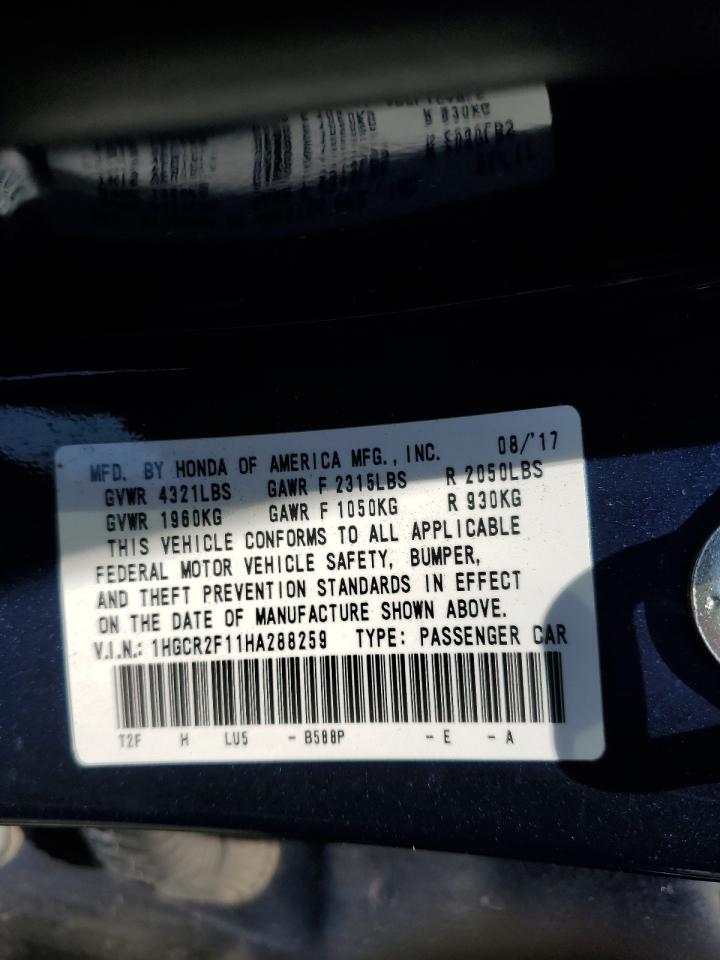 MFD. BY HONDA OF AMERICA MFG., INC. 08/'17
GVWR 4321LBS GAWR F 2315LBS R 2050LBS
GVWR 1960KG GAWR F 1050KG R 930KG
THIS VEHICLE CONFORMS TO ALL APPLICABLE
FEDERAL MOTOR VEHICLE SAFETY, BUMPER,
AND THEFT PREVENTION STANDARDS IN EFFECT
ON THE DATE OF MANUFACTURE SHOWN ABOVE.
V.I.N.: 1HGCR2F11HA288259 TYPE: PASSENGER CAR
T2F H LU5 - B588P - E - A